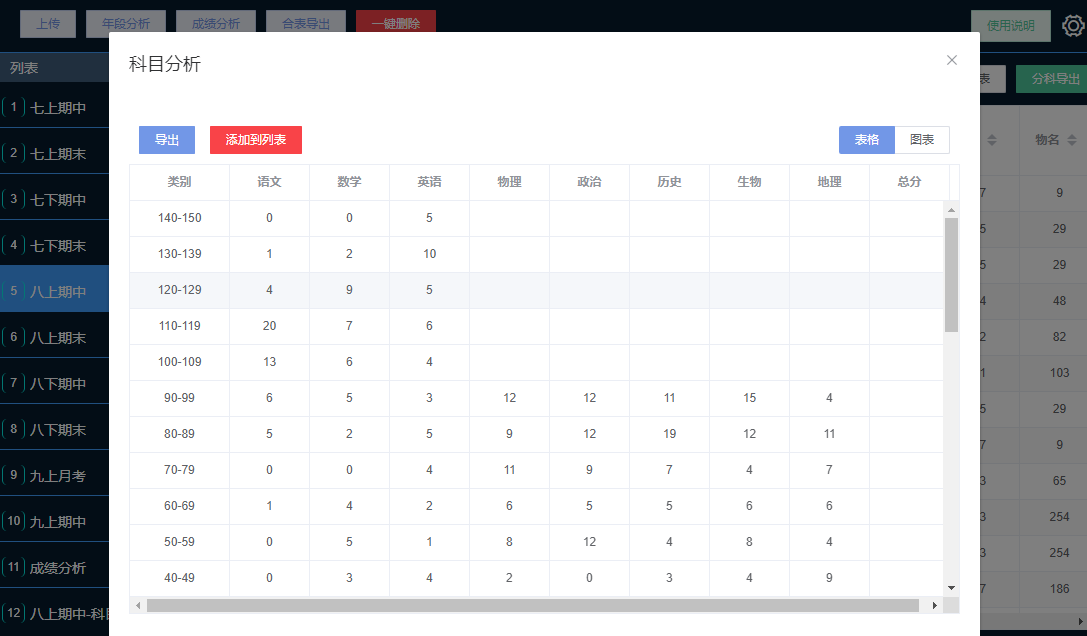 上传 年段分析 成绩分析 合表导出 一键删除 使用说明
列表
1 七上期中
2 七上期末
3 七下期中
4 七下期末
5 八上期中
6 八上期末
7 八下期中
8 八下期末
9 九上月考
10 九上期中
11 成绩分析
12 八上期中-科目
科目分析
导出 添加到列表 表格 图表
类别 语文 数学 英语 物理 政治 历史 生物 地理 总分
140-150 0 0 5
130-139 1 2 10
120-129 4 9 5
110-119 20 7 6
100-109 13 6 4
90-99 6 5 3 12 12 11 15 4
80-89 5 2 5 9 12 19 12 11
70-79 0 0 4 11 9 7 4 7
60-69 1 4 2 6 5 5 6 6
50-59 0 5 1 8 12 4 8 4
40-49 0 3 4 2 0 3 4 9
表 分科导出
物名
7 9
5 29
5 29
4 48
2 82
1 103
5 29
7 9
3 65
3 254
3 254
7 186